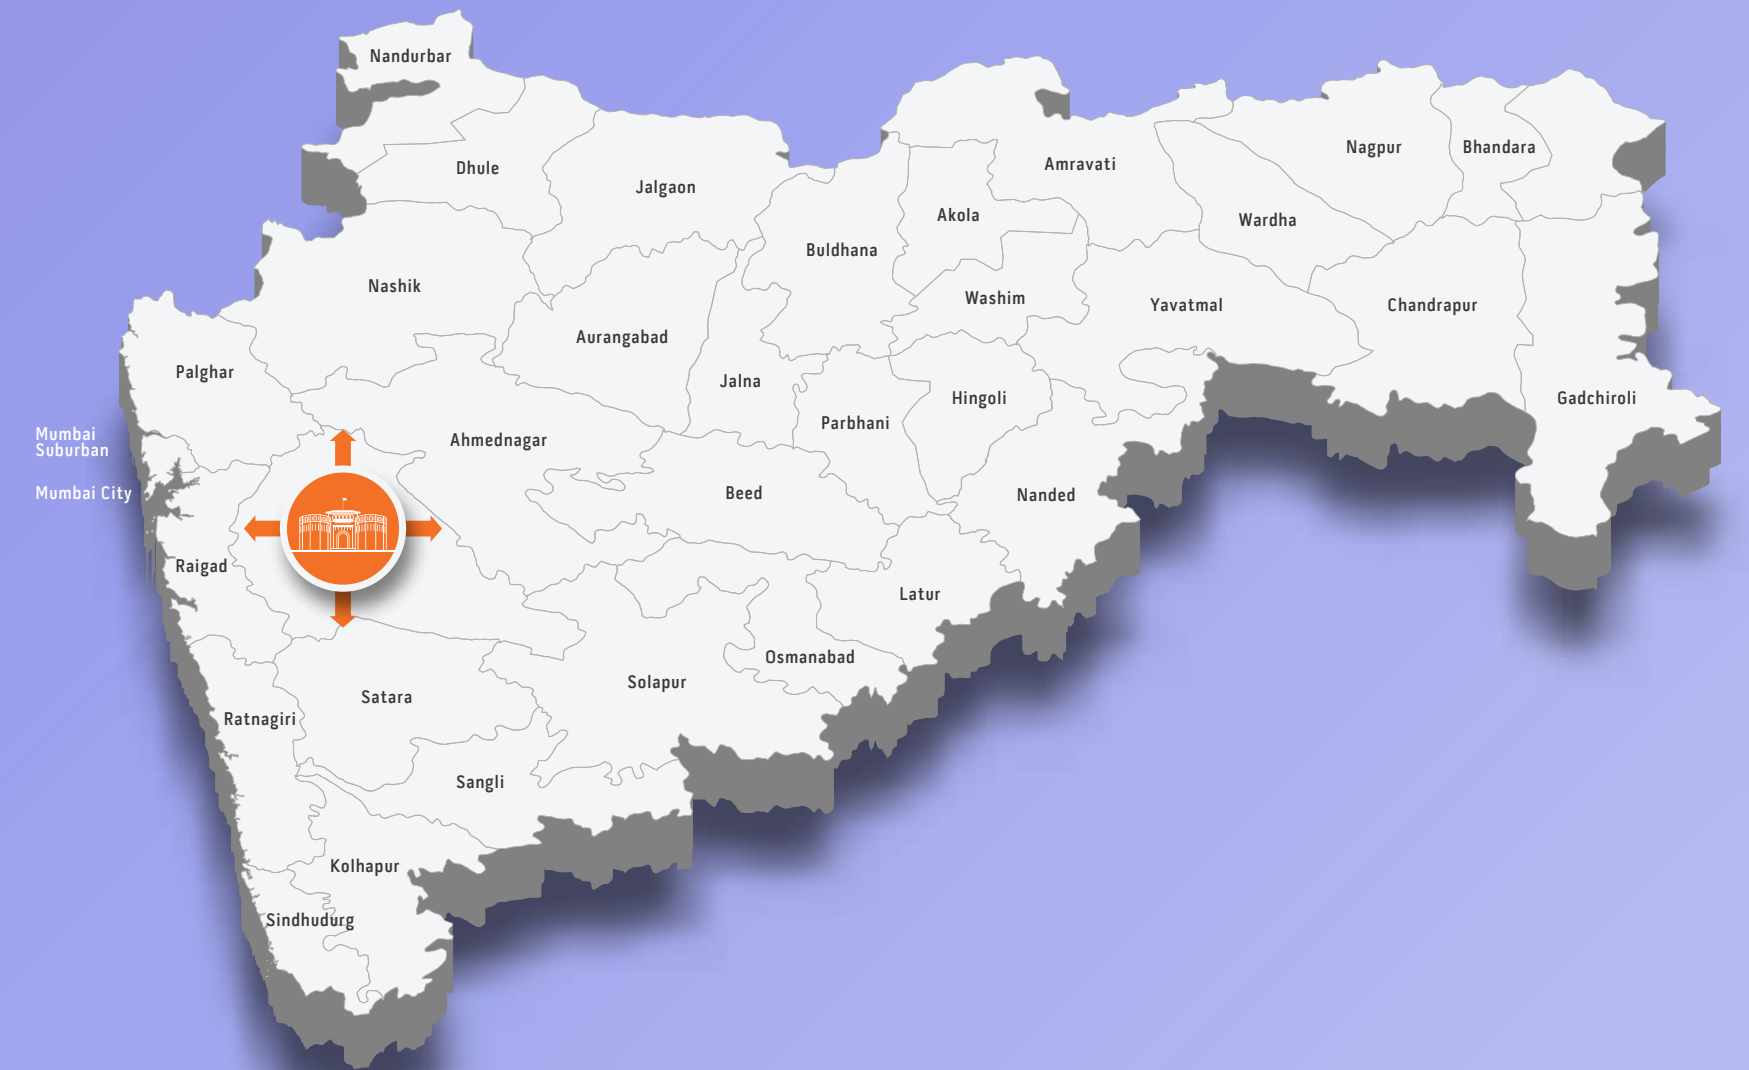 Nandurbar
Dhule
Jalgaon
Amravati
Nagpur
Bhandara
Akola
Wardha
Buldhana
Nashik
Washim
Yavatmal
Chandrapur
Aurangabad
Palghar
Jalna
Hingoli
Gadchiroli
Parbhani
Mumbai
Suburban
Ahmednagar
Mumbai City
Beed
Nanded
Raigad
Latur
Osmanabad
Solapur
Satara
Ratnagiri
Sangli
Kolhapur
Sindhudurg